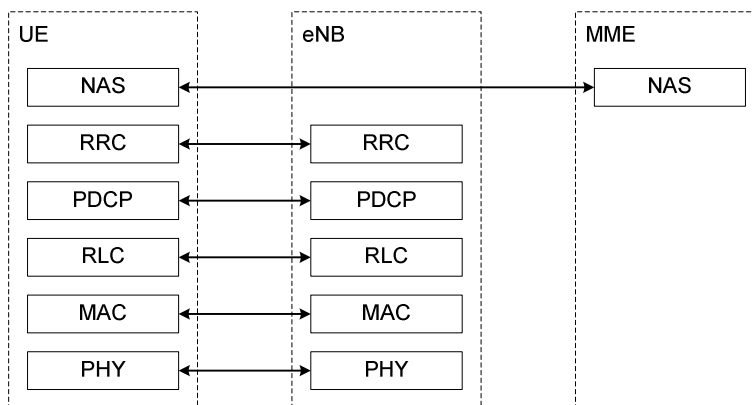 UE eNB MME
NAS NAS
RRC RRC
PDCP PDCP
RLC RLC
MAC MAC
PHY PHY